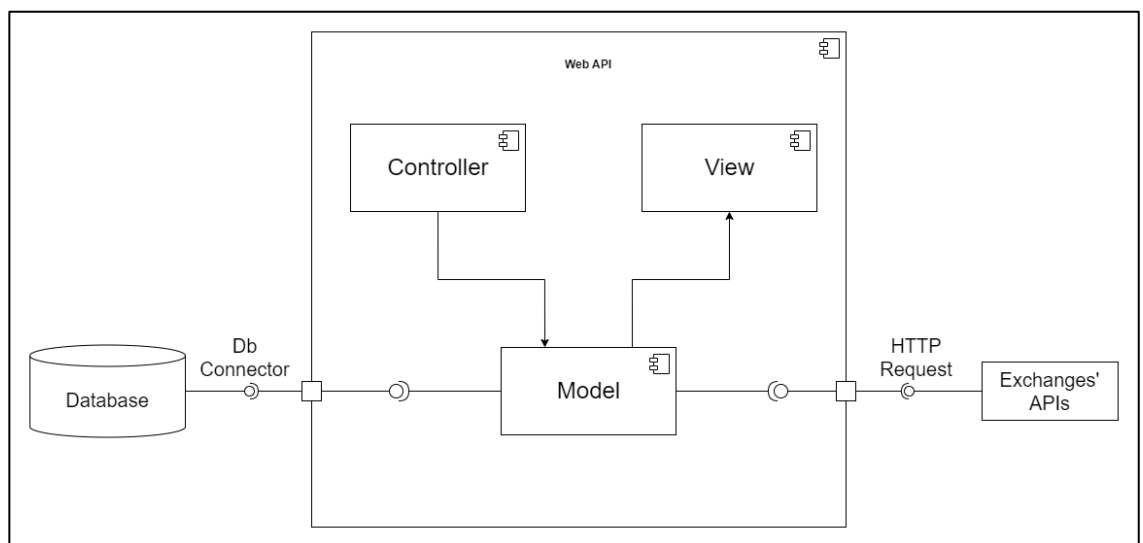 Web API
Controller
View
Db
Connector
HTTP
Request
Database
Model
Exchanges'
APIs